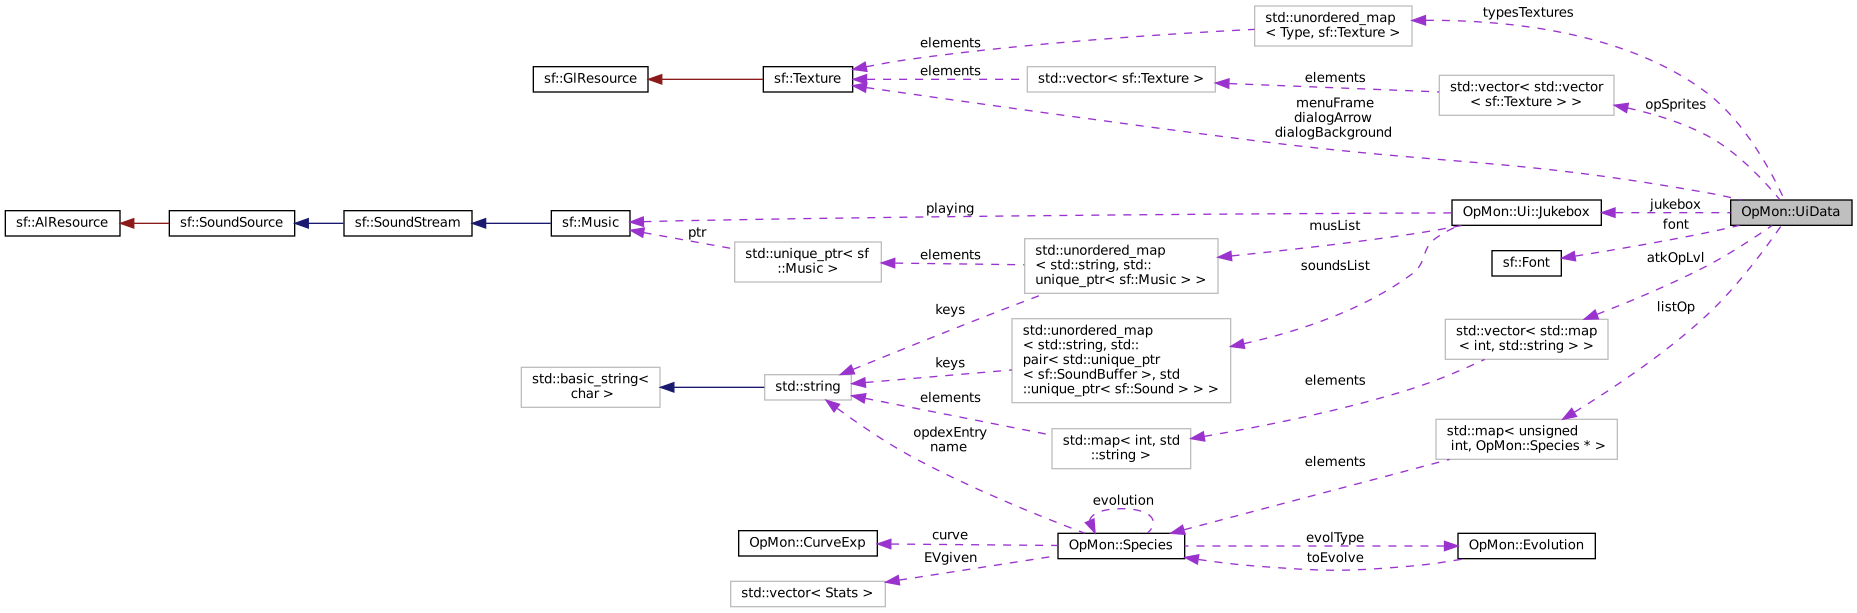 std::unordered_map
< Type, sf::Texture >
typesTextures
elements
sf::GlResource
sf::Texture
elements
std::vector< sf::Texture >
elements
std::vector< std::vector
< sf::Texture > >
opSprites
menuFrame
dialogArrow
dialogBackground
sf::AlResource
sf::SoundSource
sf::SoundStream
sf::Music
playing
OpMon::Ui::Jukebox
jukebox
OpMon::UiData
ptr
std::unique_ptr< sf
::Music >
elements
std::unordered_map
< std::string, std::
unique_ptr< sf::Music > >
musList
soundsList
font
sf::Font
atkOpLvl
listOp
keys
std::unordered_map
< std::string, std::
pair< std::unique_ptr
< sf::SoundBuffer >, std
::unique_ptr< sf::Sound > > >
std::vector< std::map
< int, std::string > >
keys
std::basic_string<
char >
std::string
elements
elements
opdexEntry
name
std::map< int, std
::string >
std::map< unsigned
int, OpMon::Species * >
elements
evolution
OpMon::CurveExp
curve
OpMon::Species
evolType
toEvolve
OpMon::Evolution
EVgiven
std::vector< Stats >